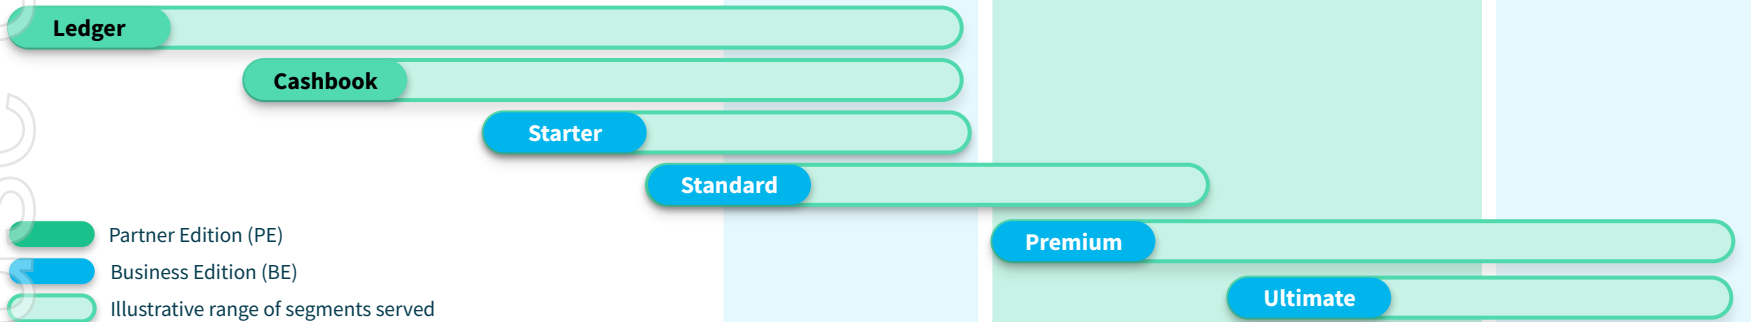 Ledger
Cashbook
Starter
Standard
Premium
Ultimate
Partner Edition (PE)
Business Edition (BE)
Illustrative range of segments served